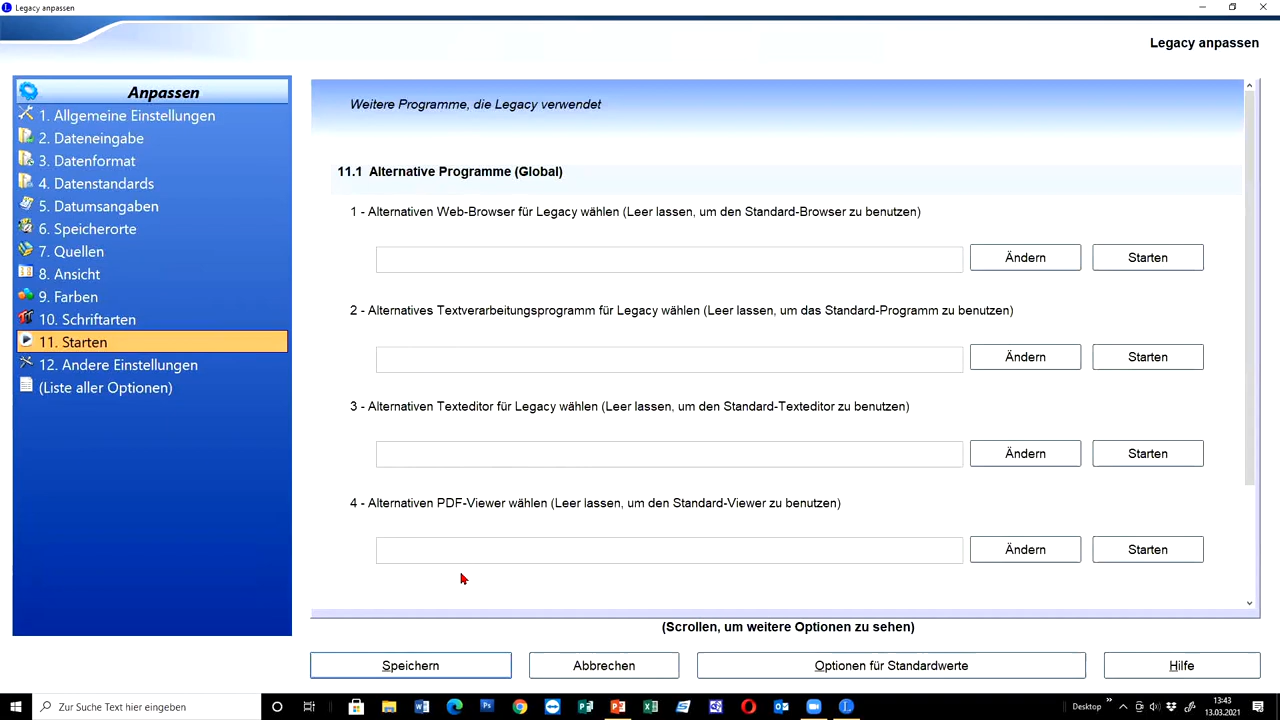 Legacy anpassen
Legacy anpassen
Anpassen
1. Allgemeine Einstellungen
2. Dateneingabe
3. Datenformat
4. Datenstandards
5. Datumsangaben
6. Speicherorte
7. Quellen
8. Ansicht
9. Farben
10. Schriftarten
11. Starten
12. Andere Einstellungen
(Liste aller Optionen)
Weitere Programme, die Legacy verwendet
11.1 Alternative Programme (Global)
1 - Alternativen Web-Browser für Legacy wählen (Leer lassen, um den Standard-Browser zu benutzen)
Ändern Starten
2 - Alternatives Textverarbeitungsprogramm für Legacy wählen (Leer lassen, um das Standard-Programm zu benutzen)
Ändern Starten
3 - Alternativen Texteditor für Legacy wählen (Leer lassen, um den Standard-Texteditor zu benutzen)
Ändern Starten
4 - Alternativen PDF-Viewer wählen (Leer lassen, um den Standard-Viewer zu benutzen)
Ändern Starten
(Scrollen, um weitere Optionen zu sehen)
Speichern Abbrechen Optionen für Standardwerte Hilfe
Zur Suche Text hier eingeben
Desktop
13:43
13.03.2021